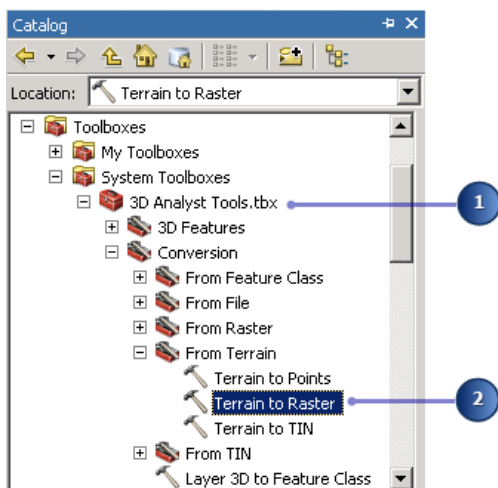 Catalog
Location: Terrain to Raster
Toolboxes
My Toolboxes
System Toolboxes
3D Analyst Tools.tbx
1
3D Features
Conversion
From Feature Class
From File
From Raster
From Terrain
Terrain to Points
Terrain to Raster
2
Terrain to TIN
From TIN
Layer 3D to Feature Class